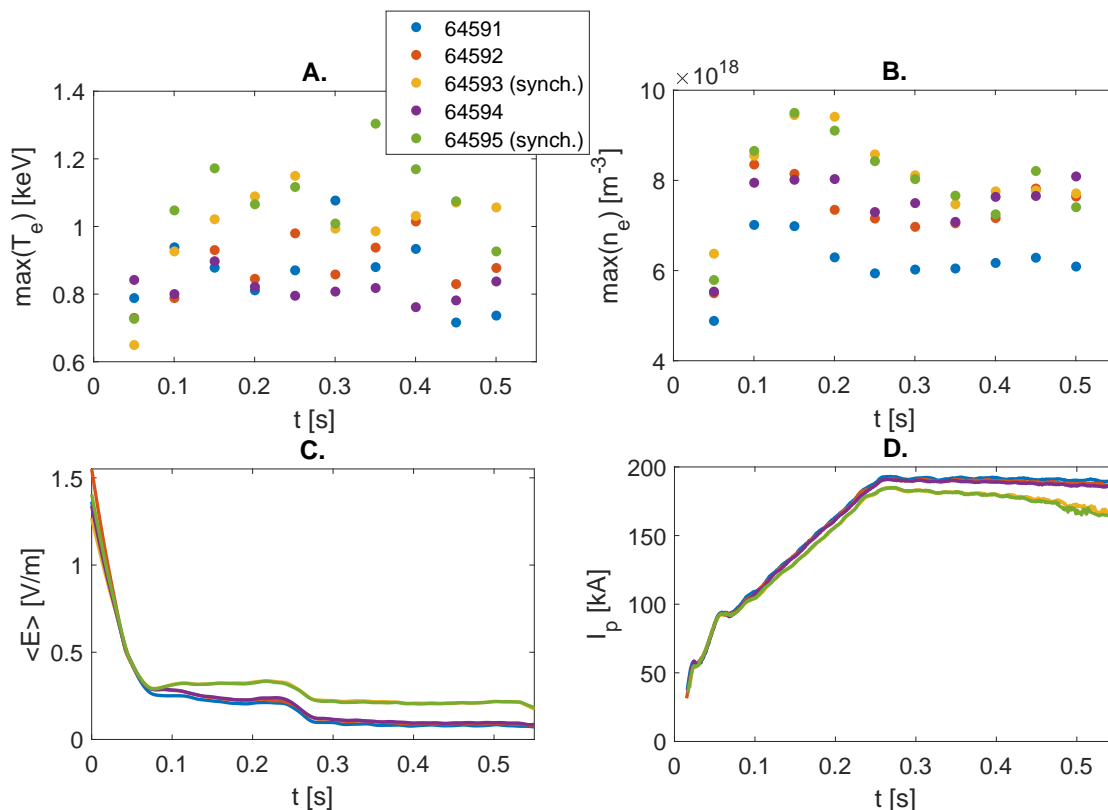 64591
64592
64593 (synch.)
64594
64595 (synch.)
A.
1.4
1.2
1
0.8
0.6
max(T_e) [keV]
0 0.1 0.2 0.3 0.4 0.5
t [s]
B.
× 10^18
10
8
6
4
max(n_e) [m^-3]
0 0.1 0.2 0.3 0.4 0.5
t [s]
C.
1.5
1
0.5
0
<E> [V/m]
0 0.1 0.2 0.3 0.4 0.5
t [s]
D.
200
150
100
50
0
I_p [kA]
0 0.1 0.2 0.3 0.4 0.5
t [s]